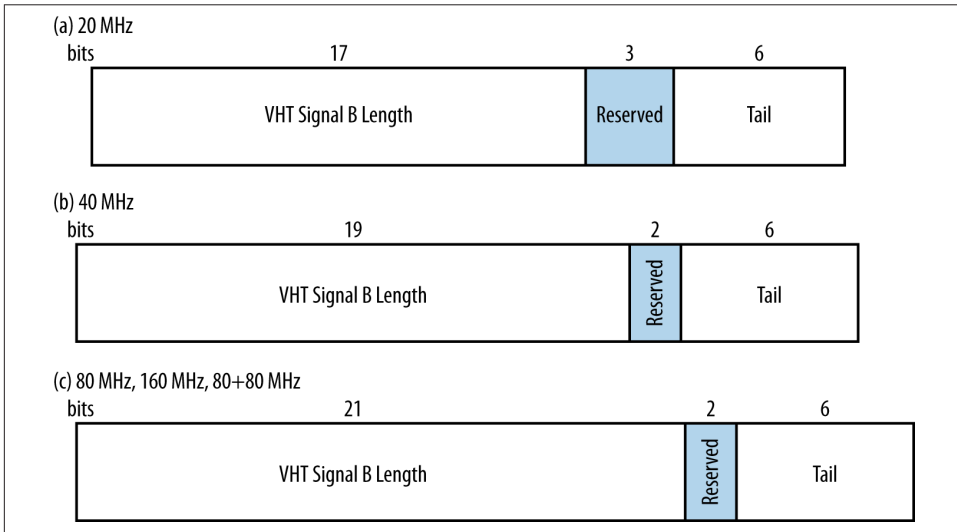 (a) 20 MHz
bits 17 3 6
VHT Signal B Length Reserved Tail
(b) 40 MHz
bits 19 2 6
VHT Signal B Length Reserved Tail
(c) 80 MHz, 160 MHz, 80+80 MHz
bits 21 2 6
VHT Signal B Length Reserved Tail